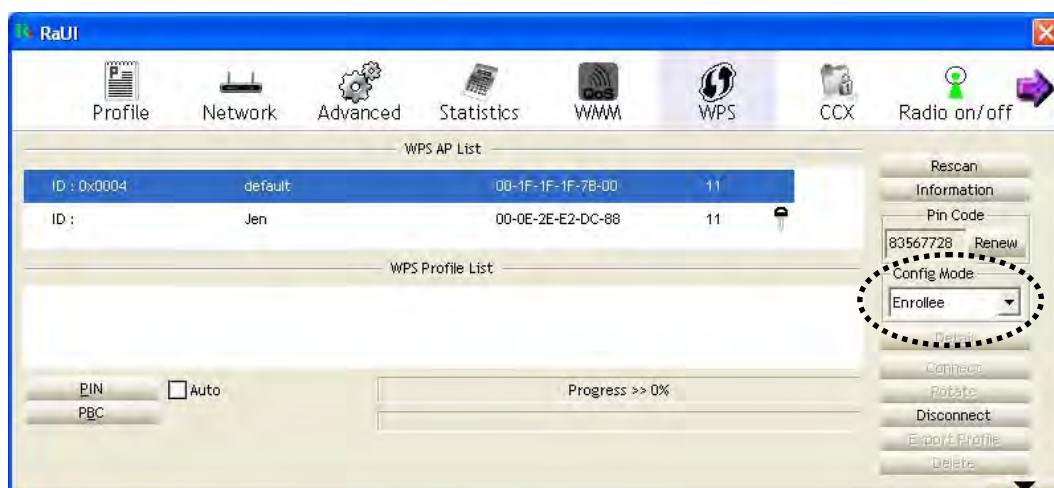 RaUI
Profile Network Advanced Statistics WMM WPS CCX Radio on/off
QoS
WPS AP List
ID : 0x0004 default 00-1F-1F-1F-7B-00 11
ID : Jen 00-0E-2E-E2-DC-88 11
WPS Profile List
PIN Auto Progress >> 0%
PBC
Rescan
Information
Pin Code
83567728 Renew
Config Mode
Enrollee
Detail
Connect
Rotate
Disconnect
Export Profile
Delete